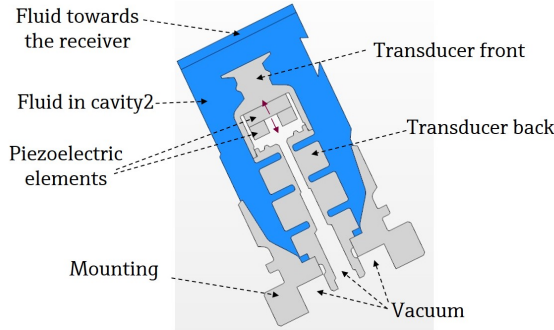 Fluid towards
the receiver
Transducer front
Fluid in cavity2
Transducer back
Piezoelectric
elements
Mounting
Vacuum